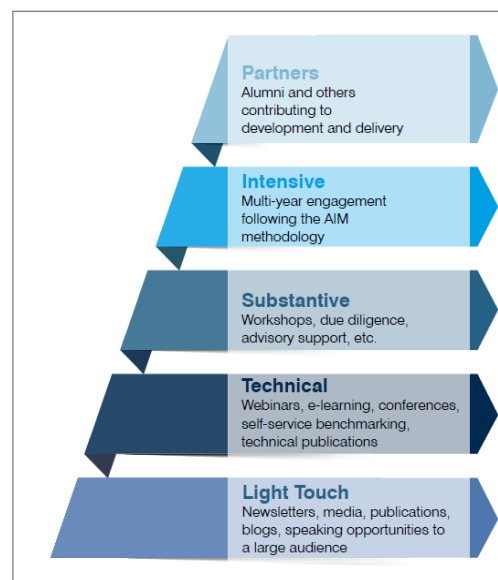 Partners
Alumni and others
contributing to
development and delivery
Intensive
Multi-year engagement
following the AIM
methodology
Substantive
Workshops, due diligence,
advisory support, etc.
Technical
Webinars, e-learning, conferences,
self-service benchmarking,
technical publications
Light Touch
Newsletters, media, publications,
blogs, speaking opportunities to
a large audience